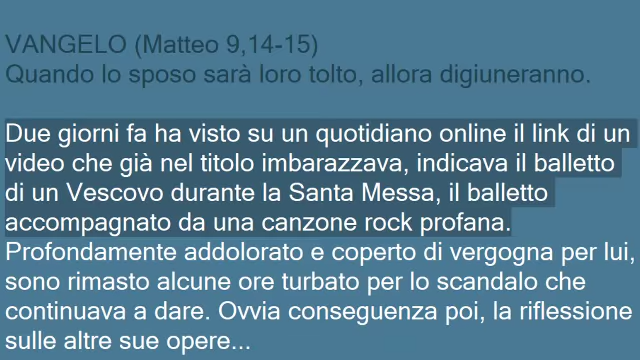 VANGELO (Matteo 9,14-15)
Quando lo sposo sarà loro tolto, allora digiuneranno.
Due giorni fa ha visto su un quotidiano online il link di un
video che già nel titolo imbarazzava, indicava il balletto
di un Vescovo durante la Santa Messa, il balletto
accompagnato da una canzone rock profana.
Profondamente addolorato e coperto di vergogna per lui,
sono rimasto alcune ore turbato per lo scandalo che
continuava a dare. Ovvia conseguenza poi, la riflessione
sulle altre sue opere...